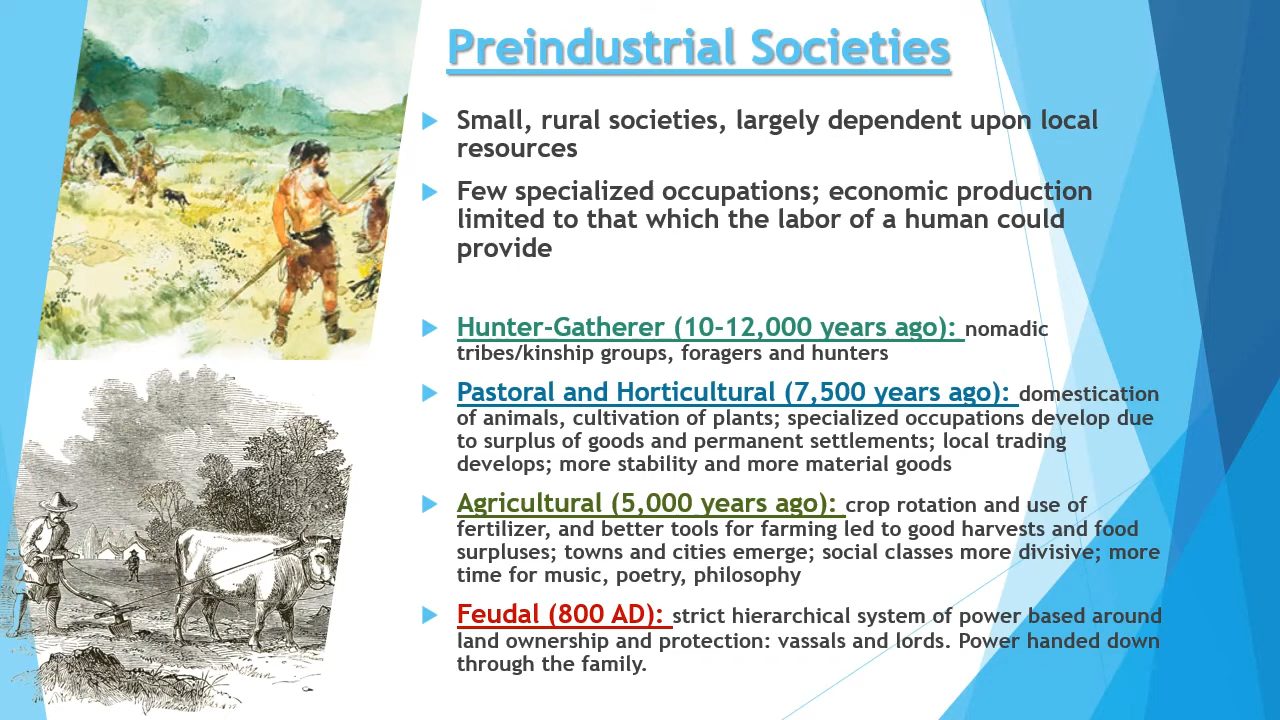 Preindustrial Societies
Small, rural societies, largely dependent upon local
resources
Few specialized occupations; economic production
limited to that which the labor of a human could
provide
Hunter-Gatherer (10-12,000 years ago): nomadic
tribes/kinship groups, foragers and hunters
Pastoral and Horticultural (7,500 years ago): domestication
of animals, cultivation of plants; specialized occupations develop due
to surplus of goods and permanent settlements; local trading
develops; more stability and more material goods
Agricultural (5,000 years ago): crop rotation and use of
fertilizer, and better tools for farming led to good harvests and food
surpluses; towns and cities emerge; social classes more divisive; more
time for music, poetry, philosophy
Feudal (800 AD): strict hierarchical system of power based around
land ownership and protection: vassals and lords. Power handed down
through the family.